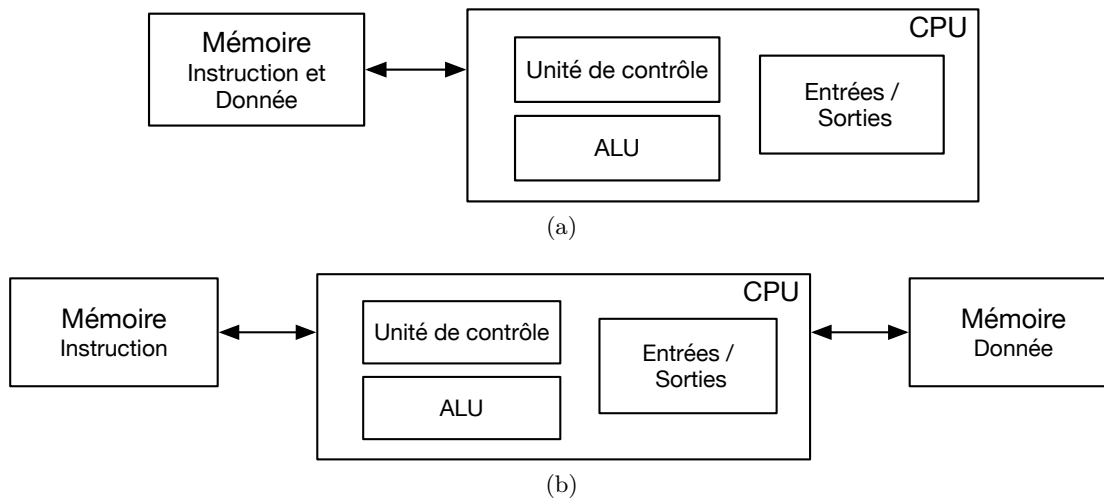 CPU
Mémoire
Instruction et
Donnée
Unité de contrôle
ALU
Entrées /
Sorties
(a)
CPU
Mémoire
Instruction
Unité de contrôle
ALU
Entrées /
Sorties
Mémoire
Donnée
(b)